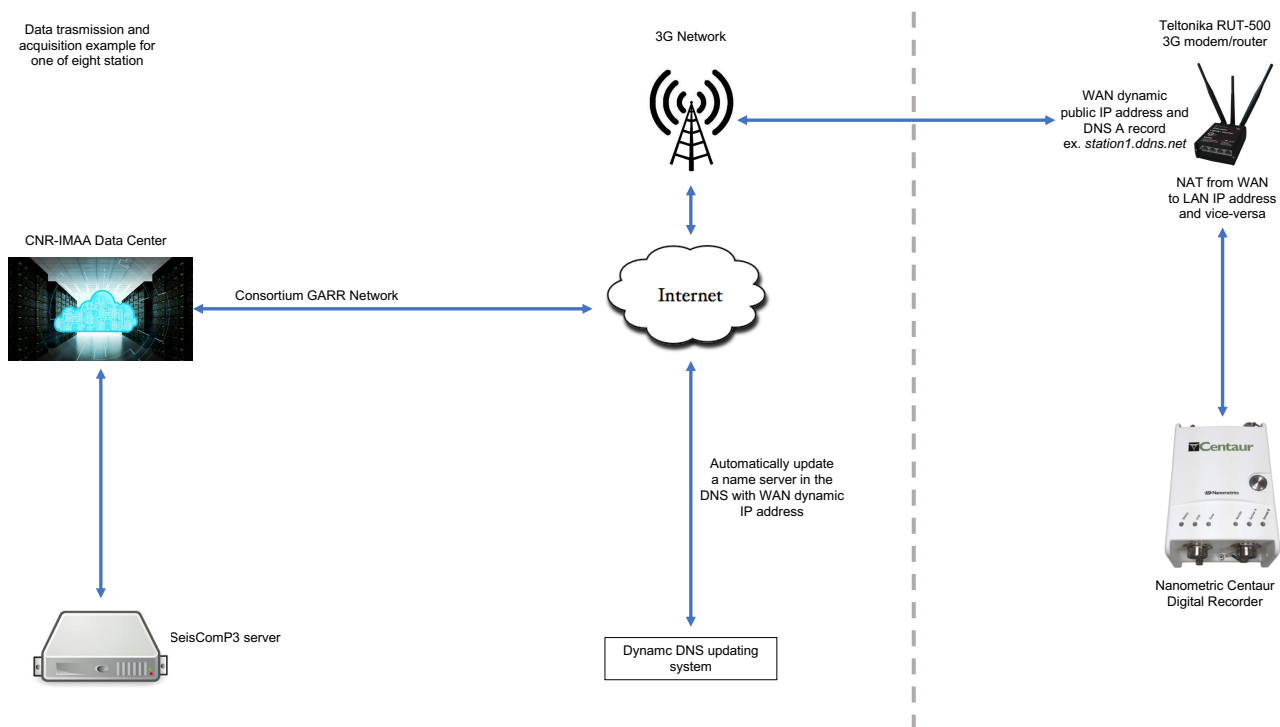 Data trasmission and
acquisition example for
one of eight station
3G Network
Teltonika RUT-500
3G modem/router
WAN dynamic
public IP address and
DNS A record
ex. station1.ddns.net
NAT from WAN
to LAN IP address
and vice-versa
CNR-IMAA Data Center
Consortium GARR Network
Internet
Automatically update
a name server in the
DNS with WAN dynamic
IP address
Centaur
Nanometrics
Nanometric Centaur
Digital Recorder
SeisComP3 server
Dynamc DNS updating
system